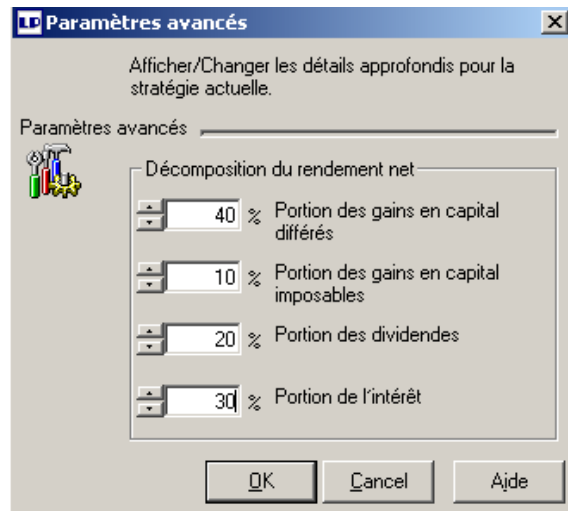 LP Paramètres avancés
Afficher/Changer les détails approfondis pour la
stratégie actuelle.
Paramètres avancés
Décomposition du rendement net
40 % Portion des gains en capital
différés
10 % Portion des gains en capital
imposables
20 % Portion des dividendes
30 % Portion de l'intérêt
OK Cancel Aide